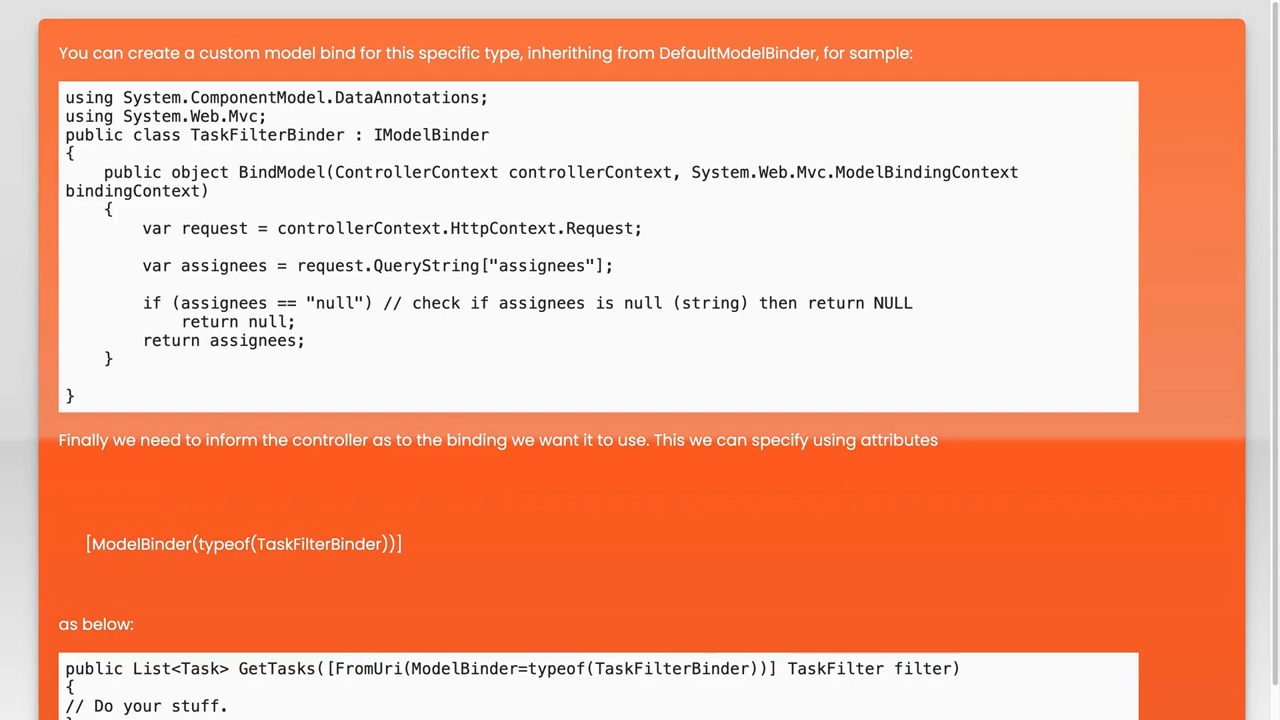 You can create a custom model bind for this specific type, inherithing from DefaultModelBinder, for sample:
using System.ComponentModel.DataAnnotations;
using System.Web.Mvc;
public class TaskFilterBinder : IModelBinder
{
    public object BindModel(ControllerContext controllerContext, System.Web.Mvc.ModelBindingContext
bindingContext)
    {
        var request = controllerContext.HttpContext.Request;
        var assignees = request.QueryString["assignees"];
        if (assignees == "null") // check if assignees is null (string) then return NULL
            return null;
        return assignees;
    }
}
Finally we need to inform the controller as to the binding we want it to use. This we can specify using attributes
[ModelBinder(typeof(TaskFilterBinder))]
as below:
public List<Task> GetTasks([FromUri(ModelBinder=typeof(TaskFilterBinder))] TaskFilter filter)
{
// Do your stuff.
}